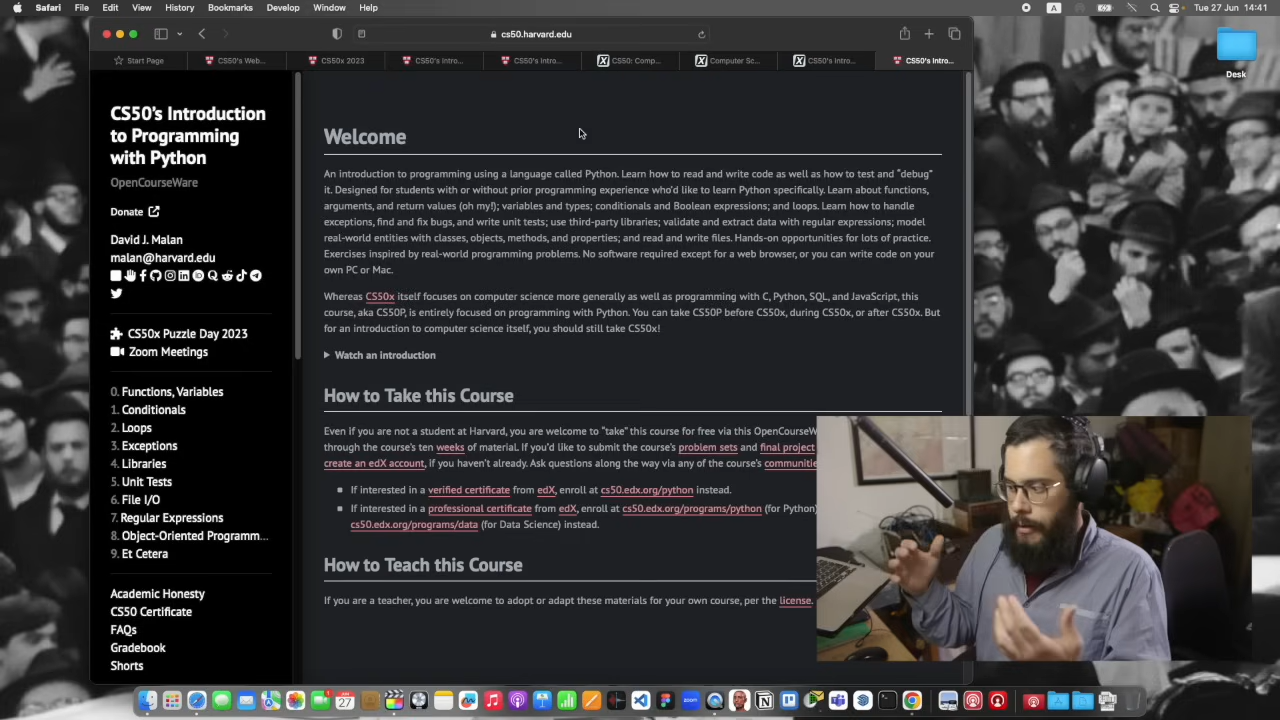 Safari File Edit View History Bookmarks Develop Window Help
A
Tue 27 Jun 14:41
cs50.harvard.edu
Start Page
CS50's Web...
CS50x 2023
CS50's Intro...
CS50's Intro...
CS50: Comp...
Computer Sc...
CS50's Intro...
CS50's Intro...
Desk
CS50's Introduction
to Programming
with Python
OpenCourseWare
Donate
David J. Malan
malan@harvard.edu
CS50x Puzzle Day 2023
Zoom Meetings
0. Functions, Variables
1. Conditionals
2. Loops
3. Exceptions
4. Libraries
5. Unit Tests
6. File I/O
7. Regular Expressions
8. Object-Oriented Programm...
9. Et Cetera
Academic Honesty
CS50 Certificate
FAQs
Gradebook
Shorts
Welcome
An introduction to programming using a language called Python. Learn how to read and write code as well as how to test and "debug"
it. Designed for students with or without prior programming experience who'd like to learn Python specifically. Learn about functions,
arguments, and return values (oh my!); variables and types; conditionals and Boolean expressions; and loops. Learn how to handle
exceptions, find and fix bugs, and write unit tests; use third-party libraries; validate and extract data with regular expressions; model
real-world entities with classes, objects, methods, and properties; and read and write files. Hands-on opportunities for lots of practice.
Exercises inspired by real-world programming problems. No software required except for a web browser, or you can write code on your
own PC or Mac.
Whereas CS50x itself focuses on computer science more generally as well as programming with C, Python, SQL, and JavaScript, this
course, aka CS50P, is entirely focused on programming with Python. You can take CS50P before CS50x, during CS50x, or after CS50x. But
for an introduction to computer science itself, you should still take CS50x!
Watch an introduction
How to Take this Course
Even if you are not a student at Harvard, you are welcome to "take" this course for free via this OpenCourseW
through the course's ten weeks of material. If you'd like to submit the course's problem sets and final project
create an edX account, if you haven't already. Ask questions along the way via any of the course's communitie
If interested in a verified certificate from edX, enroll at cs50.edx.org/python instead.
If interested in a professional certificate from edX, enroll at cs50.edx.org/programs/python (for Python)
cs50.edx.org/programs/data (for Data Science) instead.
How to Teach this Course
If you are a teacher, you are welcome to adopt or adapt these materials for your own course, per the license.